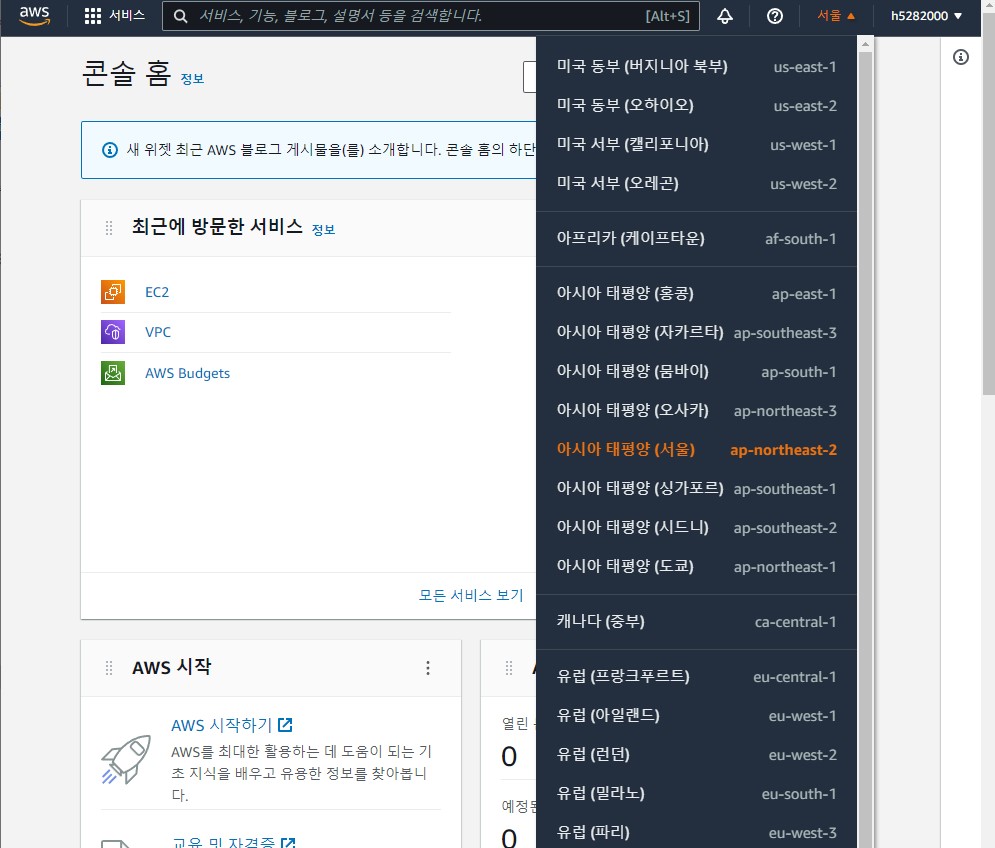 aws
서비스
서비스, 기능, 블로그, 설명서 등을 검색합니다.
[Alt+S]
서울 ▲
h5282000 ▼
콘솔 홈 정보
새 위젯 최근 AWS 블로그 게시물을(를) 소개합니다. 콘솔 홈의 하단
최근에 방문한 서비스 정보
EC2
VPC
AWS Budgets
모든 서비스 보기
AWS 시작
AWS 시작하기
AWS를 최대한 활용하는 데 도움이 되는 기
초 지식을 배우고 유용한 정보를 찾아봅니
다.
교육 및 자격증
열린
0
예정된
0
미국 동부 (버지니아 북부) us-east-1
미국 동부 (오하이오) us-east-2
미국 서부 (캘리포니아) us-west-1
미국 서부 (오레곤) us-west-2
아프리카 (케이프타운) af-south-1
아시아 태평양 (홍콩) ap-east-1
아시아 태평양 (자카르타) ap-southeast-3
아시아 태평양 (뭄바이) ap-south-1
아시아 태평양 (오사카) ap-northeast-3
아시아 태평양 (서울) ap-northeast-2
아시아 태평양 (싱가포르) ap-southeast-1
아시아 태평양 (시드니) ap-southeast-2
아시아 태평양 (도쿄) ap-northeast-1
캐나다 (중부) ca-central-1
유럽 (프랑크푸르트) eu-central-1
유럽 (아일랜드) eu-west-1
유럽 (런던) eu-west-2
유럽 (밀라노) eu-south-1
유럽 (파리) eu-west-3